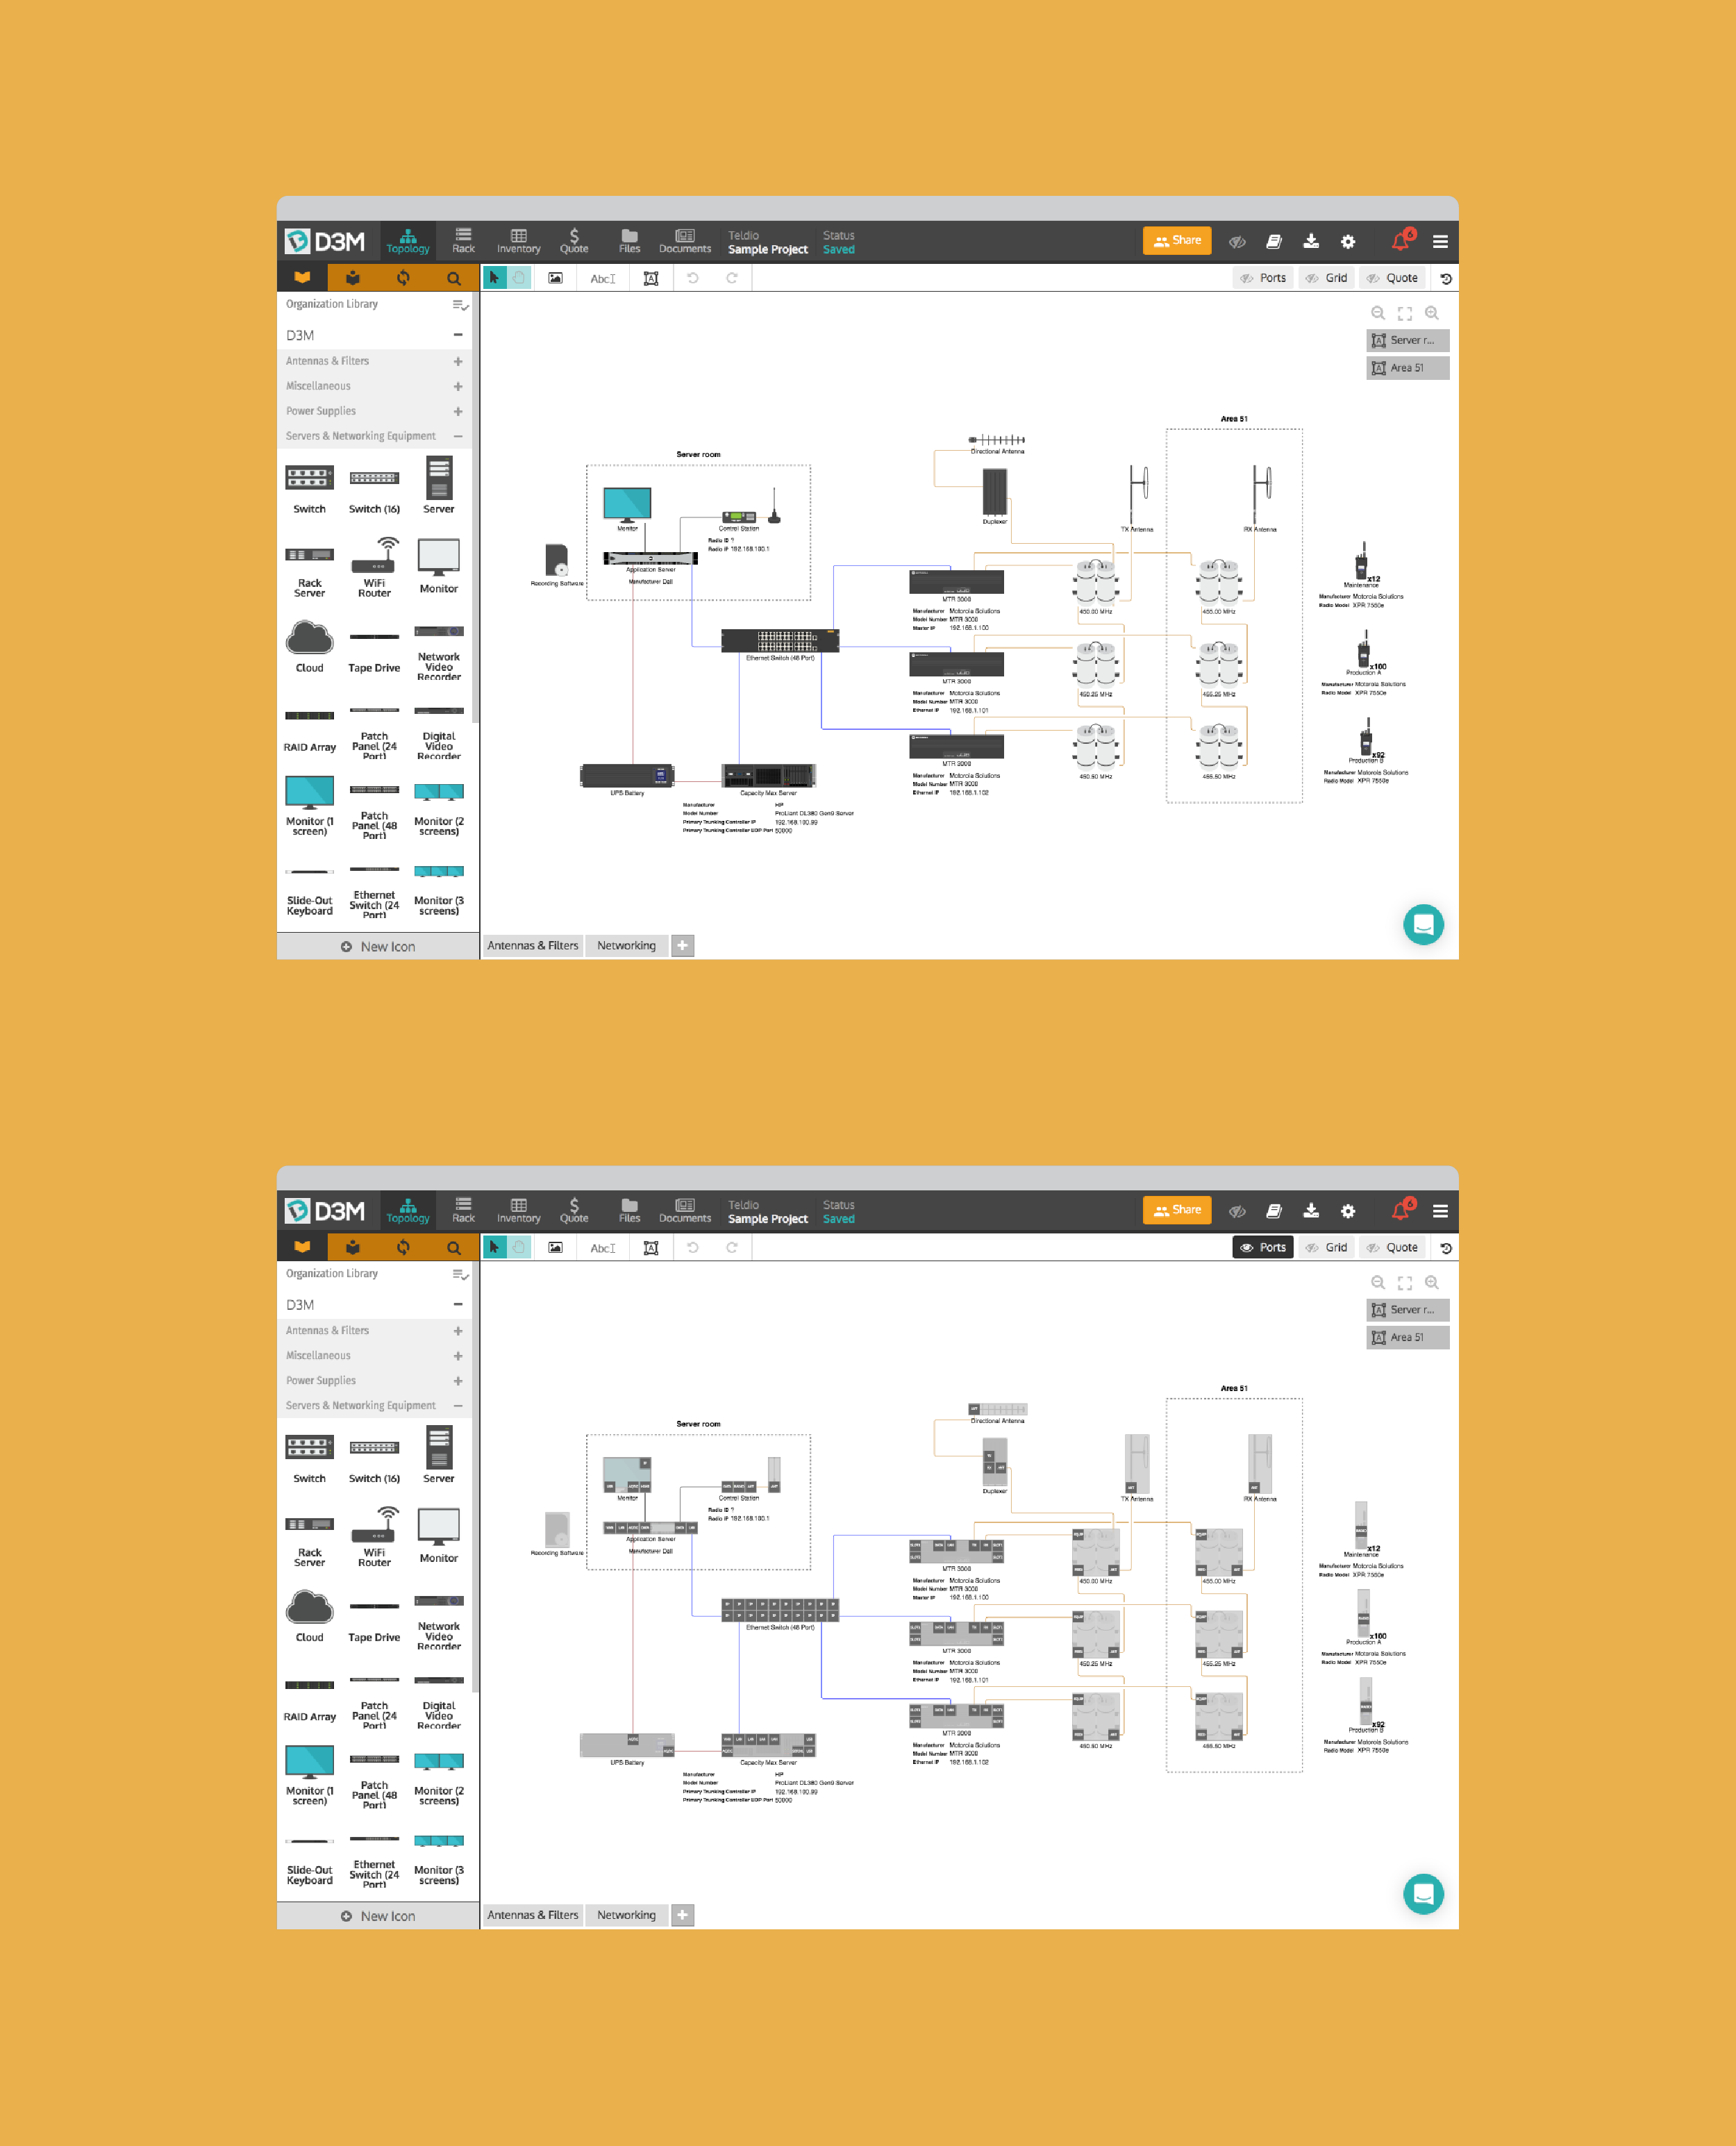 D3M
Topology
Rack
Inventory
Quote
Files
Documents
Teldio
Sample Project
Status
Saved
Share
6
AbcI
Ports
Grid
Quote
Organization Library
D3M
Antennas & Filters
Miscellaneous
Power Supplies
Servers & Networking Equipment
Switch
Switch (16)
Server
Rack Server
WiFi Router
Monitor
Cloud
Tape Drive
Network Video Recorder
RAID Array
Patch Panel (24 Port)
Digital Video Recorder
Monitor (1 screen)
Patch Panel (48 Port)
Monitor (2 screens)
Slide-Out Keyboard
Ethernet Switch (24 Port)
Monitor (3 screens)
New Icon
Server r...
Area 51
Server room
Monitor
Control Station
Radio ID ?
Radio IP 192.168.100.1
Application Server
Manufacturer Dell
Recording Software
Ethernet Switch (48 Port)
UPS Battery
Capacity Max Server
Manufacturer HP
Model Number ProLiant DL380 Gen9 Server
Primary Trunking Controller IP 192.168.100.99
Primary Trunking Controller UDP Port 50000
Directional Antenna
Duplexer
TX Antenna
Area 51
RX Antenna
MTR 3000
Manufacturer Motorola Solutions
Model Number MTR 3000
Master IP 192.168.1.100
MTR 3000
Manufacturer Motorola Solutions
Model Number MTR 3000
Ethernet IP 192.168.1.101
MTR 3000
Manufacturer Motorola Solutions
Model Number MTR 3000
Ethernet IP 192.168.1.102
450.00 MHz
455.00 MHz
450.25 MHz
455.25 MHz
450.50 MHz
455.50 MHz
x12
Maintenance
Manufacturer Motorola Solutions
Radio Model XPR 7550e
x100
Production A
Manufacturer Motorola Solutions
Radio Model XPR 7550e
x92
Production B
Manufacturer Motorola Solutions
Radio Model XPR 7550e
Antennas & Filters
Networking
D3M
Topology
Rack
Inventory
Quote
Files
Documents
Teldio
Sample Project
Status
Saved
Share
6
AbcI
Ports
Grid
Quote
Organization Library
D3M
Antennas & Filters
Miscellaneous
Power Supplies
Servers & Networking Equipment
Switch
Switch (16)
Server
Rack Server
WiFi Router
Monitor
Cloud
Tape Drive
Network Video Recorder
RAID Array
Patch Panel (24 Port)
Digital Video Recorder
Monitor (1 screen)
Patch Panel (48 Port)
Monitor (2 screens)
Slide-Out Keyboard
Ethernet Switch (24 Port)
Monitor (3 screens)
New Icon
Server r...
Area 51
Server room
Monitor
Control Station
Radio ID ?
Radio IP 192.168.100.1
Application Server
Manufacturer Dell
Recording Software
Ethernet Switch (48 Port)
UPS Battery
Capacity Max Server
Manufacturer HP
Model Number ProLiant DL380 Gen9 Server
Primary Trunking Controller IP 192.168.100.99
Primary Trunking Controller UDP Port 50000
Directional Antenna
Duplexer
TX Antenna
Area 51
RX Antenna
MTR 3000
Manufacturer Motorola Solutions
Model Number MTR 3000
Master IP 192.168.1.100
MTR 3000
Manufacturer Motorola Solutions
Model Number MTR 3000
Ethernet IP 192.168.1.101
MTR 3000
Manufacturer Motorola Solutions
Model Number MTR 3000
Ethernet IP 192.168.1.102
450.00 MHz
455.00 MHz
450.25 MHz
455.25 MHz
450.50 MHz
455.50 MHz
x12
Maintenance
Manufacturer Motorola Solutions
Radio Model XPR 7550e
x100
Production A
Manufacturer Motorola Solutions
Radio Model XPR 7550e
x92
Production B
Manufacturer Motorola Solutions
Radio Model XPR 7550e
Antennas & Filters
Networking